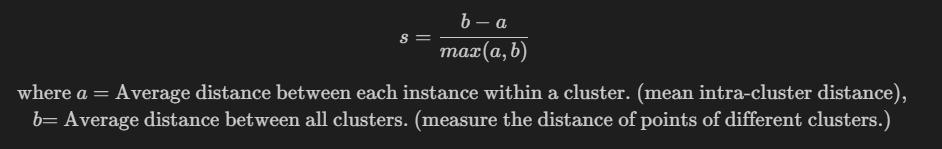 s = \frac{b - a}{max(a, b)}
where a = Average distance between each instance within a cluster. (mean intra-cluster distance),
b= Average distance between all clusters. (measure the distance of points of different clusters.)